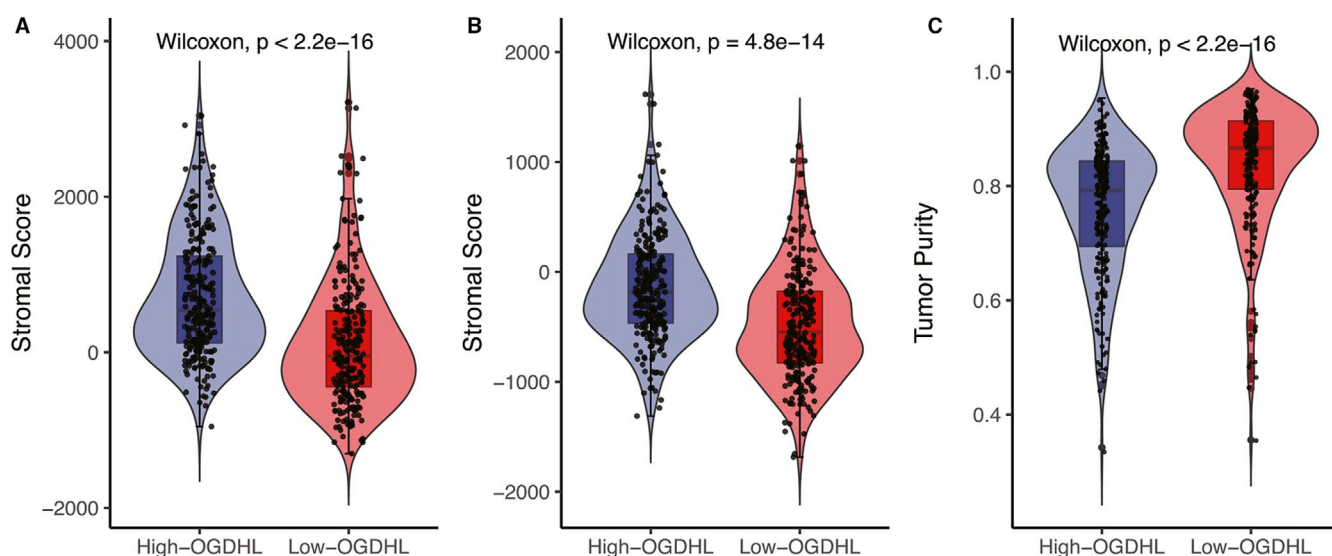 A
Wilcoxon, p < 2.2e−16
4000
2000
0
−2000
Stromal Score
High−OGDHL
Low−OGDHL
B
Wilcoxon, p = 4.8e−14
2000
1000
0
−1000
−2000
Stromal Score
High−OGDHL
Low−OGDHL
C
Wilcoxon, p < 2.2e−16
1.0
0.8
0.6
0.4
Tumor Purity
High−OGDHL
Low−OGDHL